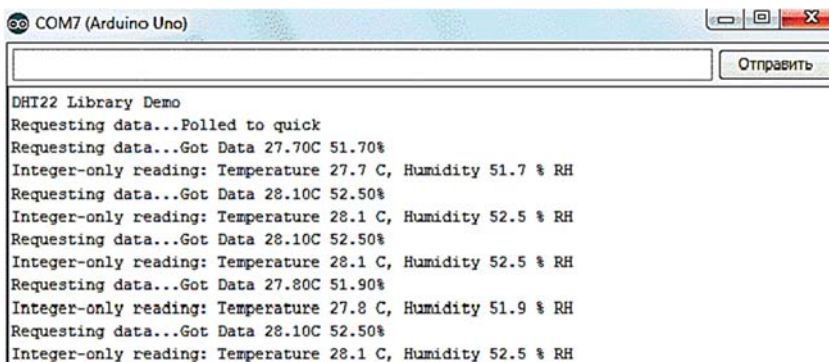 COM7 (Arduino Uno)
Отправить
DHT22 Library Demo
Requesting data...Polled to quick
Requesting data...Got Data 27.70C 51.70%
Integer-only reading: Temperature 27.7 C, Humidity 51.7 % RH
Requesting data...Got Data 28.10C 52.50%
Integer-only reading: Temperature 28.1 C, Humidity 52.5 % RH
Requesting data...Got Data 28.10C 52.50%
Integer-only reading: Temperature 28.1 C, Humidity 52.5 % RH
Requesting data...Got Data 27.80C 51.90%
Integer-only reading: Temperature 27.8 C, Humidity 51.9 % RH
Requesting data...Got Data 28.10C 52.50%
Integer-only reading: Temperature 28.1 C, Humidity 52.5 % RH